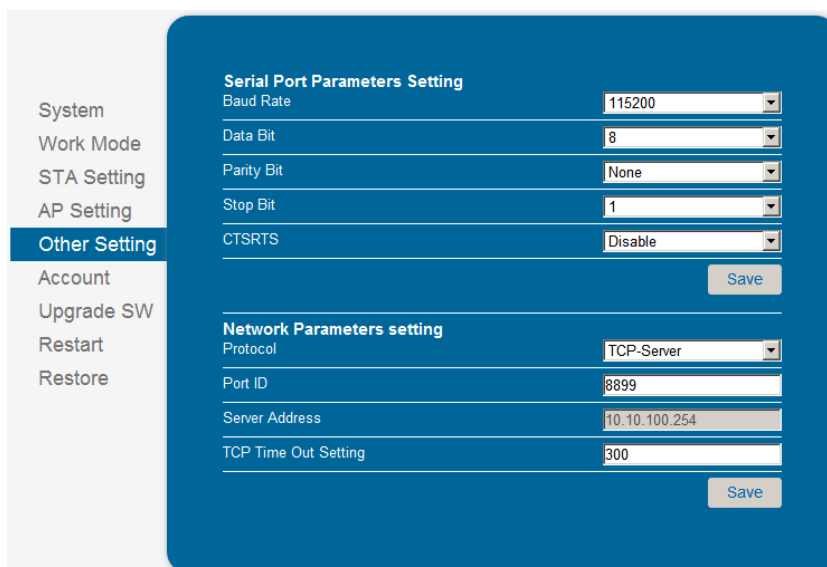 System
Work Mode
STA Setting
AP Setting
Other Setting
Account
Upgrade SW
Restart
Restore
Serial Port Parameters Setting
Baud Rate 115200
Data Bit 8
Parity Bit None
Stop Bit 1
CTSRTS Disable
Save
Network Parameters setting
Protocol TCP-Server
Port ID 8899
Server Address 10.10.100.254
TCP Time Out Setting 300
Save